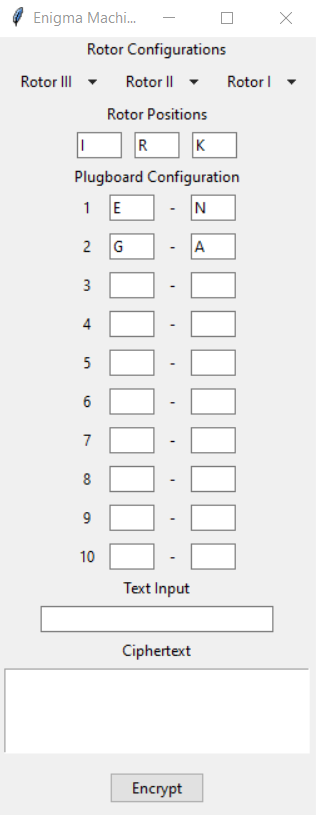 Enigma Machi...
Rotor Configurations
Rotor III Rotor II Rotor I
Rotor Positions
I R K
Plugboard Configuration
1 E - N
2 G - A
3 -
4 -
5 -
6 -
7 -
8 -
9 -
10 -
Text Input
Ciphertext
Encrypt